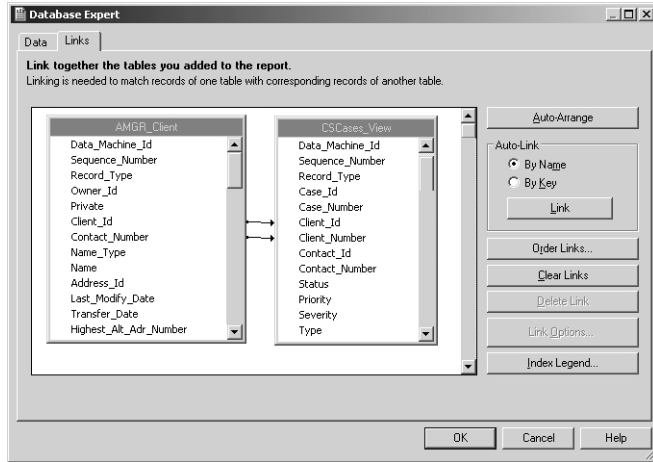 Database Expert
Data Links
Link together the tables you added to the report.
Linking is needed to match records of one table with corresponding records of another table.
AMGR_Client
Data_Machine_Id
Sequence_Number
Record_Type
Owner_Id
Private
Client_Id
Contact_Number
Name_Type
Name
Address_Id
Last_Modify_Date
Transfer_Date
Highest_Alt_Adr_Number
CSCases_View
Data_Machine_Id
Sequence_Number
Record_Type
Case_Id
Case_Number
Client_Id
Client_Number
Contact_Id
Contact_Number
Status
Priority
Severity
Type
Auto-Arrange
Auto-Link
By Name
By Key
Link
Order Links...
Clear Links
Delete Link
Link Options...
Index Legend...
OK Cancel Help